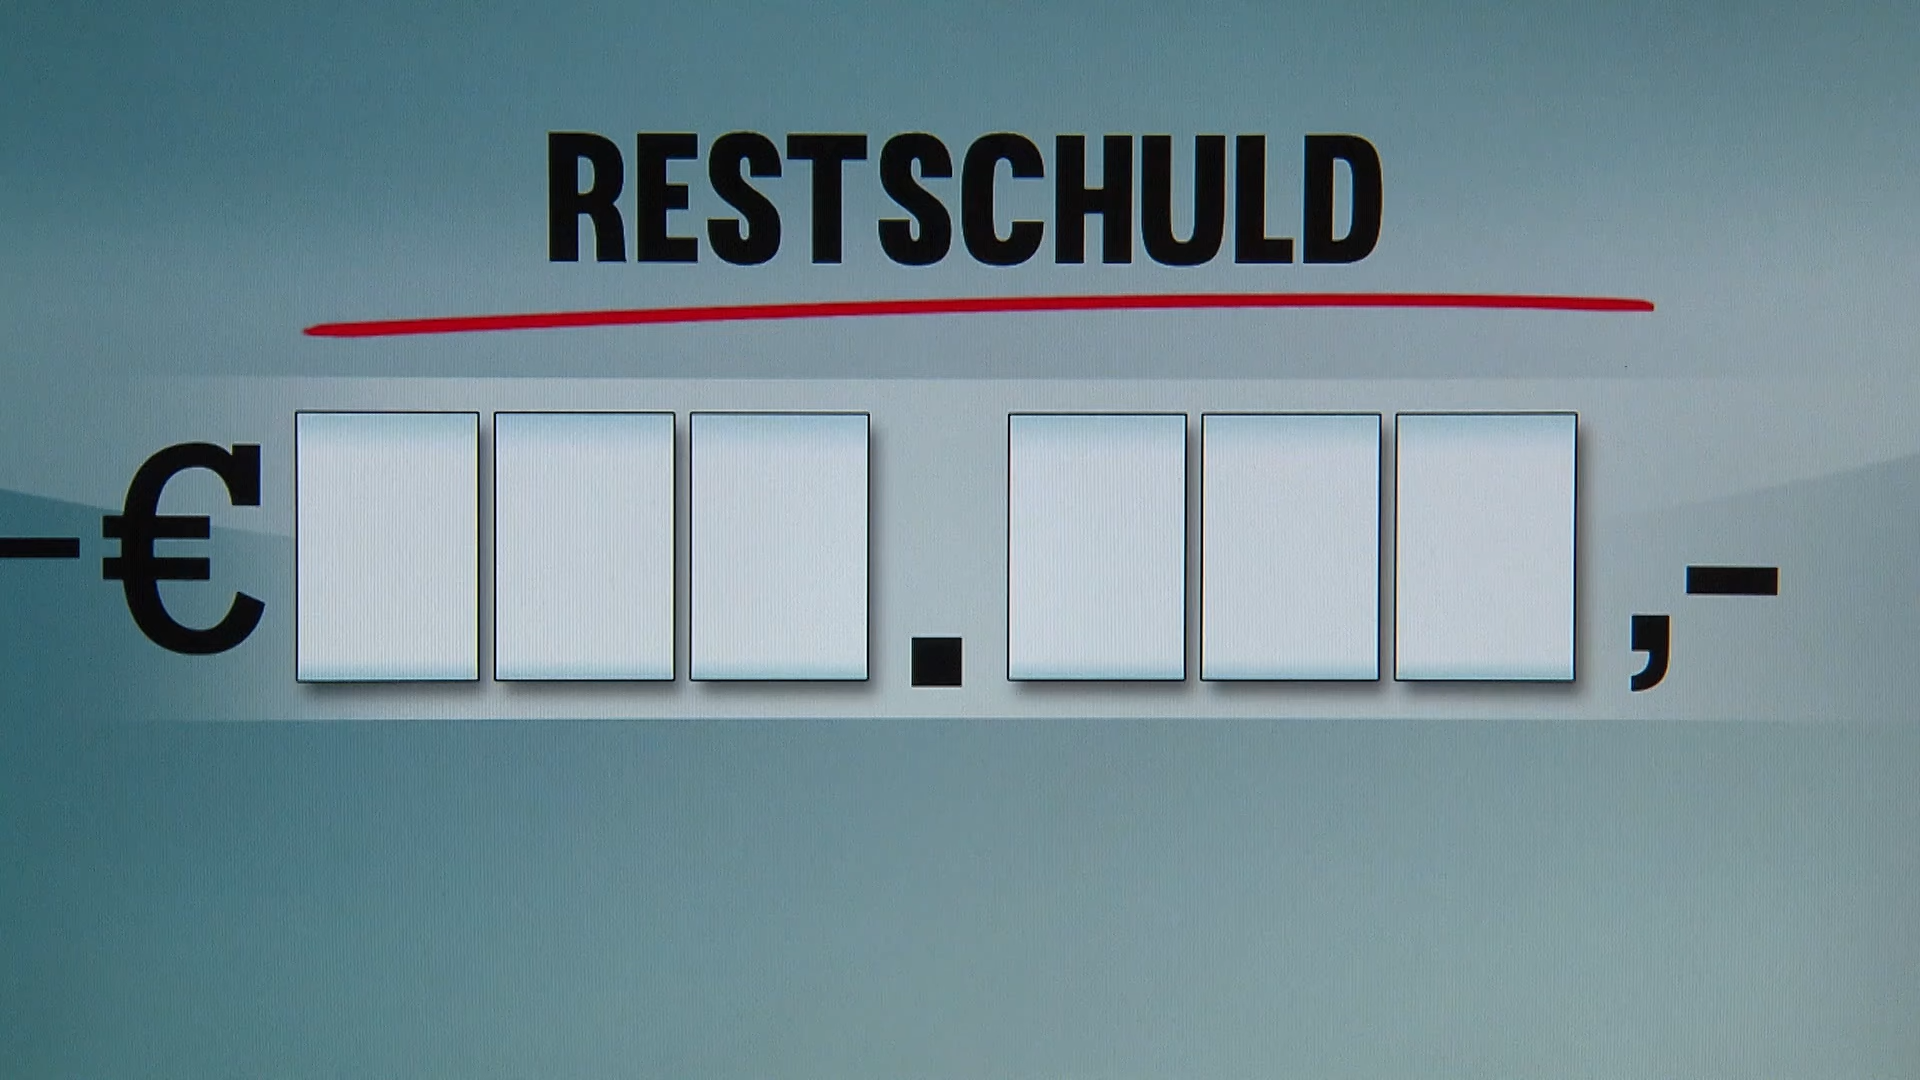 RESTSCHULD
-€ . ,-